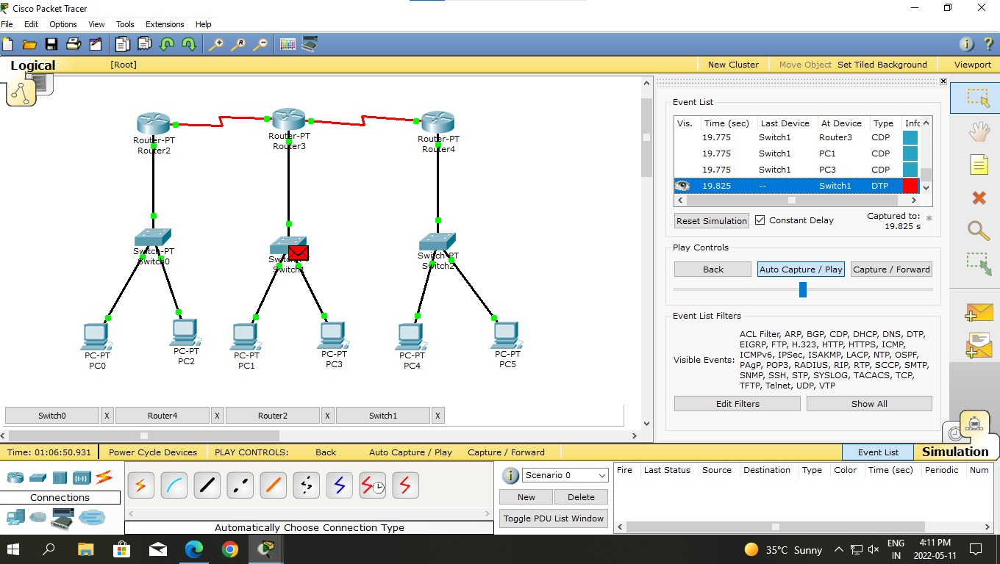 Cisco Packet Tracer
File Edit Options View Tools Extensions Help
Logical [Root] New Cluster Move Object Set Tiled Background Viewport
Router-PT
Router2
Router-PT
Router3
Router-PT
Router4
Switch-PT
Switch0
Switch1
Switch-PT
Switch2
PC-PT
PC0
PC-PT
PC2
PC-PT
PC1
PC-PT
PC3
PC-PT
PC4
PC-PT
PC5
Switch0 X Router4 X Router2 X Switch1 X
Event List
Vis. Time (sec) Last Device At Device Type Info
19.775 Switch1 Router3 CDP
19.775 Switch1 PC1 CDP
19.775 Switch1 PC3 CDP
19.825 -- Switch1 DTP
Reset Simulation Constant Delay Captured to: *
19.825 s
Play Controls
Back Auto Capture / Play Capture / Forward
Event List Filters
Visible Events: ACL Filter, ARP, BGP, CDP, DHCP, DNS, DTP,
EIGRP, FTP, H.323, HTTP, HTTPS, ICMP,
ICMPv6, IPSec, ISAKMP, LACP, NTP, OSPF,
PAgP, POP3, RADIUS, RIP, RTP, SCCP, SMTP,
SNMP, SSH, STP, SYSLOG, TACACS, TCP,
TFTP, Telnet, UDP, VTP
Edit Filters Show All
Time: 01:06:50.931 Power Cycle Devices PLAY CONTROLS: Back Auto Capture / Play Capture / Forward Event List Simulation
Connections
Automatically Choose Connection Type
Scenario 0
New Delete
Toggle PDU List Window
Fire Last Status Source Destination Type Color Time (sec) Periodic Num
35°C Sunny
ENG
IN
4:11 PM
2022-05-11